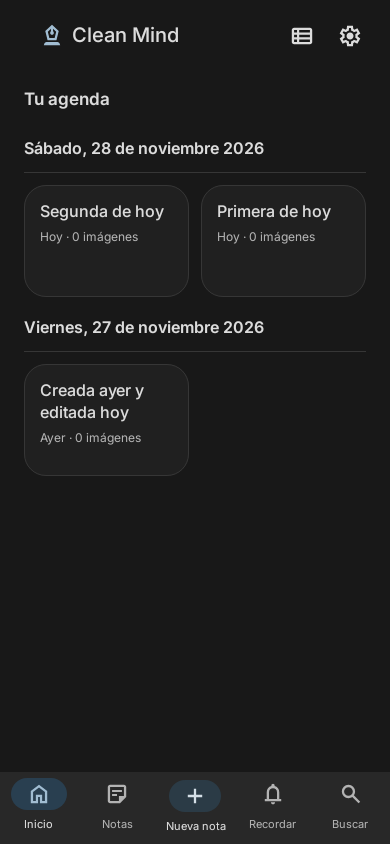 Clean Mind
Tu agenda
Sábado, 28 de noviembre 2026
Segunda de hoy
Hoy · 0 imágenes
Primera de hoy
Hoy · 0 imágenes
Viernes, 27 de noviembre 2026
Creada ayer y
editada hoy
Ayer · 0 imágenes
Inicio
Notas
Nueva nota
Recordar
Buscar